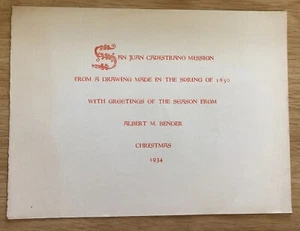 San Juan Capistrano Mission
from a drawing made in the spring of 1850
with greetings of the season from
Albert M. Bender
Christmas
1934